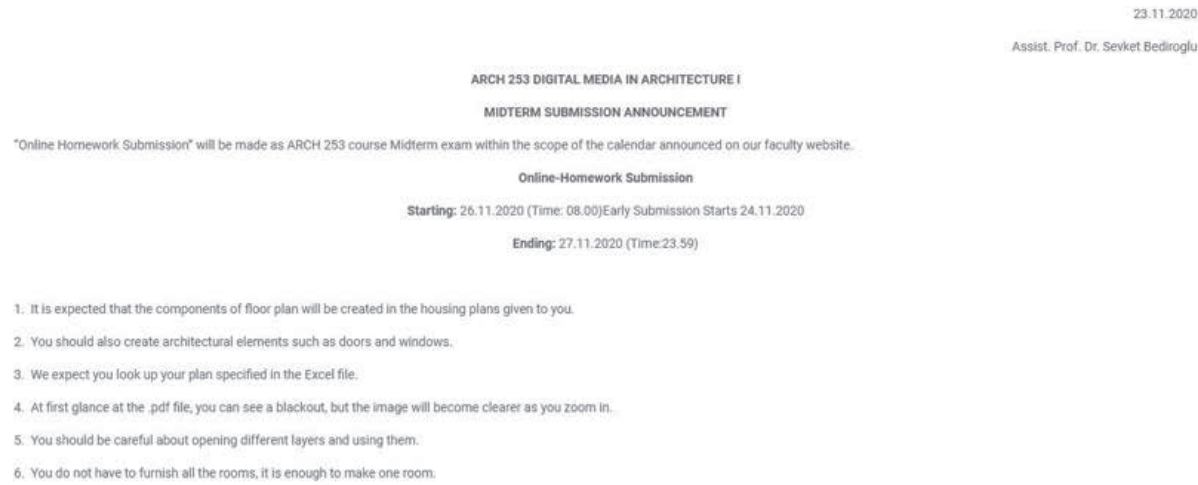 23.11.2020
Assist. Prof. Dr. Sevket Bediroglu
ARCH 253 DIGITAL MEDIA IN ARCHITECTURE I
MIDTERM SUBMISSION ANNOUNCEMENT
"Online Homework Submission" will be made as ARCH 253 course Midterm exam within the scope of the calendar announced on our faculty website.
Online-Homework Submission
Starting: 26.11.2020 (Time: 08.00)Early Submission Starts 24.11.2020
Ending: 27.11.2020 (Time:23.59)
1. It is expected that the components of floor plan will be created in the housing plans given to you.
2. You should also create architectural elements such as doors and windows.
3. We expect you look up your plan specified in the Excel file.
4. At first glance at the .pdf file, you can see a blackout, but the image will become clearer as you zoom in.
5. You should be careful about opening different layers and using them.
6. You do not have to furnish all the rooms, it is enough to make one room.